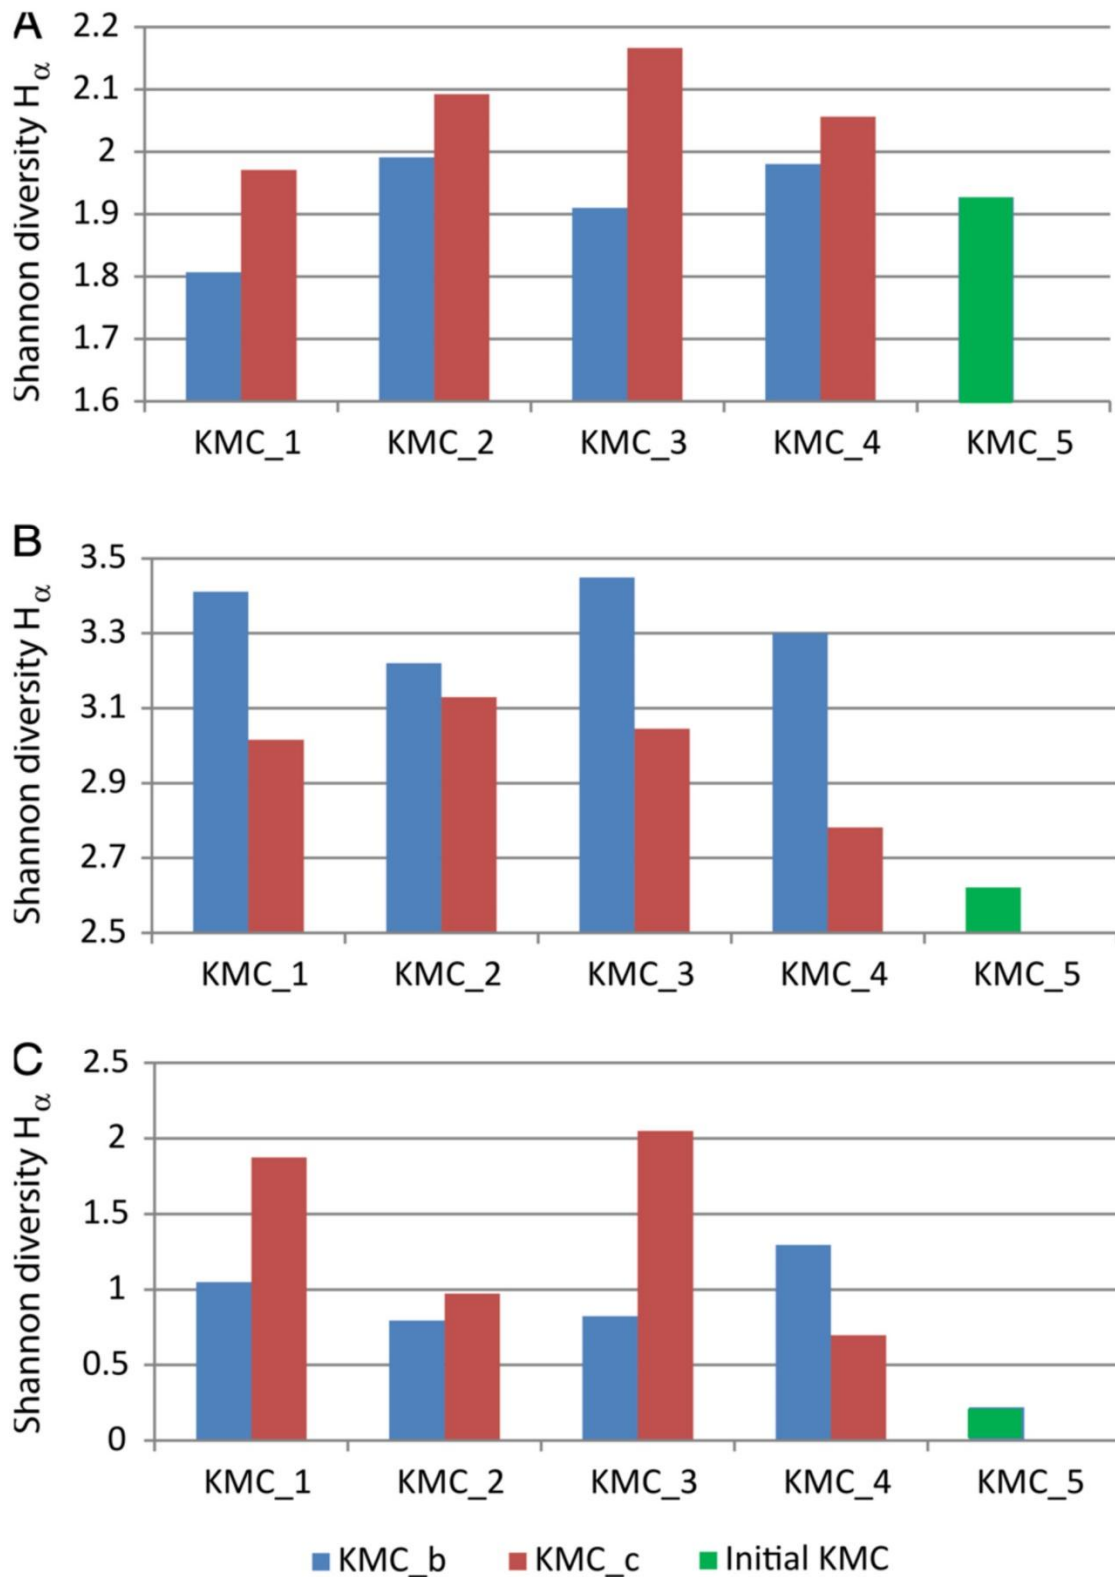 A
Shannon diversity Hα
2.2
2.1
2
1.9
1.8
1.7
1.6
KMC_1 KMC_2 KMC_3 KMC_4 KMC_5
B
Shannon diversity Hα
3.5
3.3
3.1
2.9
2.7
2.5
KMC_1 KMC_2 KMC_3 KMC_4 KMC_5
C
Shannon diversity Hα
2.5
2
1.5
1
0.5
0
KMC_1 KMC_2 KMC_3 KMC_4 KMC_5
KMC_b KMC_c Initial KMC